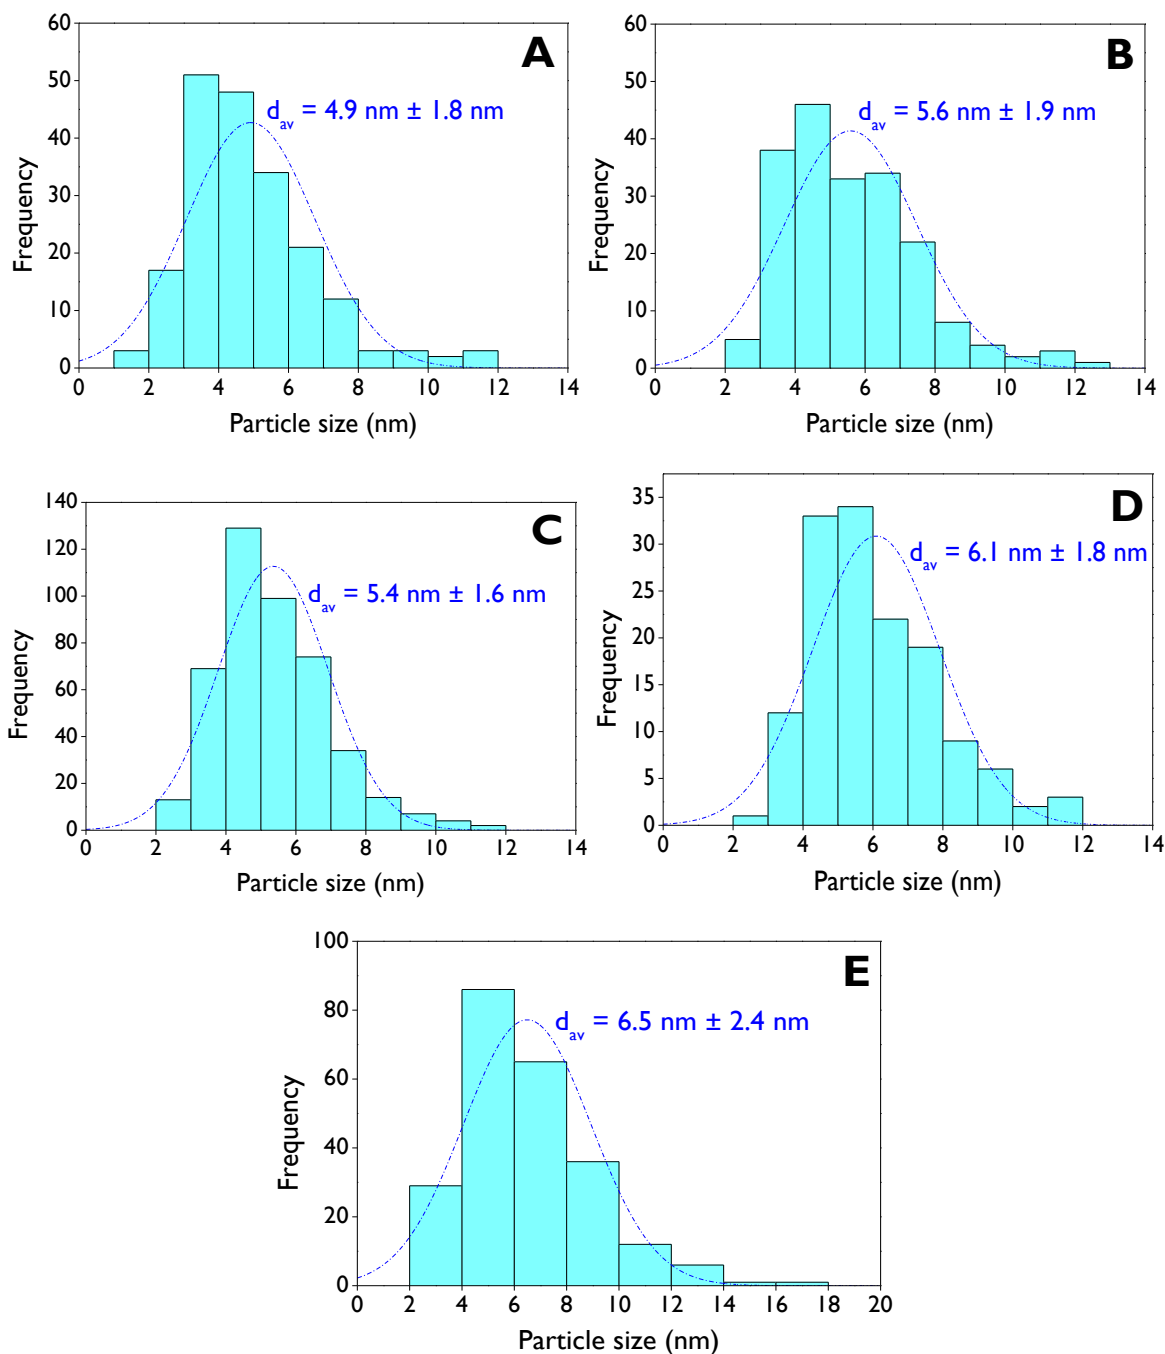 A
d_av = 4.9 nm ± 1.8 nm
Frequency
60
50
40
30
20
10
0
0 2 4 6 8 10 12 14
Particle size (nm)
B
d_av = 5.6 nm ± 1.9 nm
Frequency
60
50
40
30
20
10
0
0 2 4 6 8 10 12 14
Particle size (nm)
C
d_av = 5.4 nm ± 1.6 nm
Frequency
140
120
100
80
60
40
20
0
0 2 4 6 8 10 12 14
Particle size (nm)
D
d_av = 6.1 nm ± 1.8 nm
Frequency
35
30
25
20
15
10
5
0
0 2 4 6 8 10 12 14
Particle size (nm)
E
d_av = 6.5 nm ± 2.4 nm
Frequency
100
80
60
40
20
0
0 2 4 6 8 10 12 14 16 18 20
Particle size (nm)